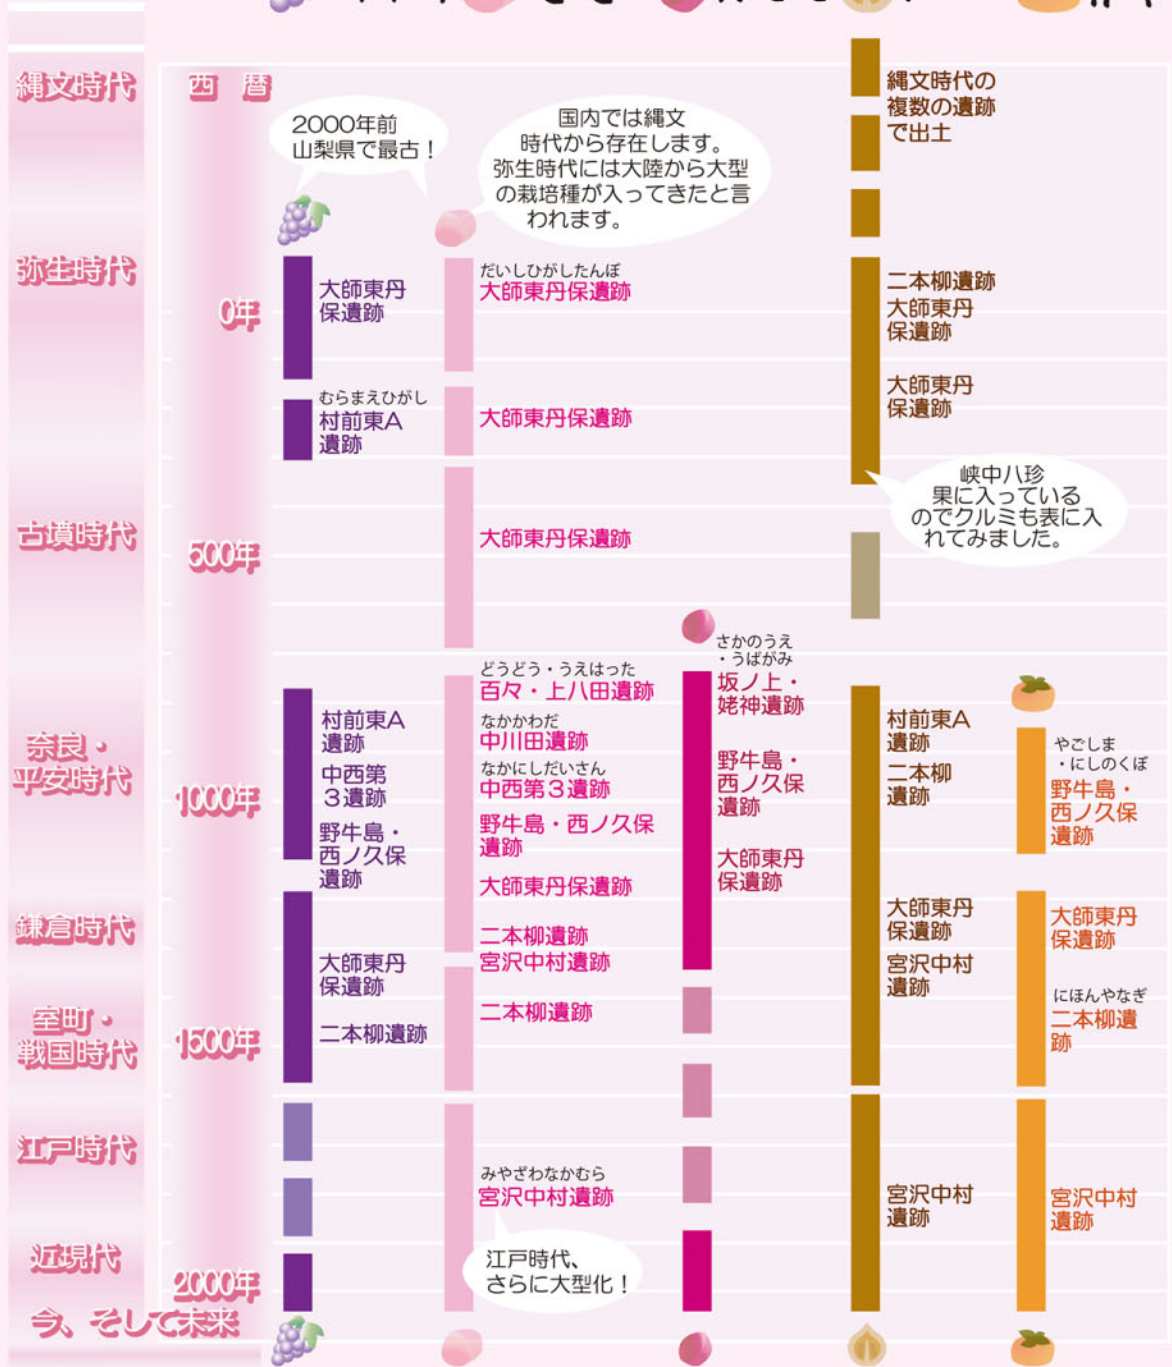 縄文時代
弥生時代
古墳時代
奈良・
平安時代
鎌倉時代
室町・
戦国時代
江戸時代
近現代
今、そして未来
西 暦
0年
500年
1000年
1500年
2000年
2000年前
山梨県で最古！
大師東丹
保遺跡
むらまえひがし
村前東A
遺跡
村前東A
遺跡
中西第
3遺跡
野牛島・
西ノ久保
遺跡
大師東丹
保遺跡
二本柳遺跡
国内では縄文
時代から存在します。
弥生時代には大陸から大型
の栽培種が入ってきたと言
われます。
だいしひがしたんぼ
大師東丹保遺跡
大師東丹保遺跡
大師東丹保遺跡
どうどう・うえはった
百々・上八田遺跡
なかかわだ
中川田遺跡
なかにしだいさん
中西第3遺跡
野牛島・西ノ久保
遺跡
大師東丹保遺跡
二本柳遺跡
宮沢中村遺跡
二本柳遺跡
みやざわなかむら
宮沢中村遺跡
江戸時代、
さらに大型化！
さかのうえ
・うばがみ
坂ノ上・
姥神遺跡
野牛島・
西ノ久保
遺跡
大師東丹
保遺跡
縄文時代の
複数の遺跡
で出土
二本柳遺跡
大師東丹
保遺跡
大師東丹
保遺跡
峡中八珍
果に入っている
のでクルミも表に入
れてみました。
村前東A
遺跡
二本柳
遺跡
大師東丹
保遺跡
宮沢中村
遺跡
宮沢中村
遺跡
やごしま
・にしのくぼ
野牛島・
西ノ久保
遺跡
大師東丹
保遺跡
にほんやなぎ
二本柳遺
跡
宮沢中村
遺跡